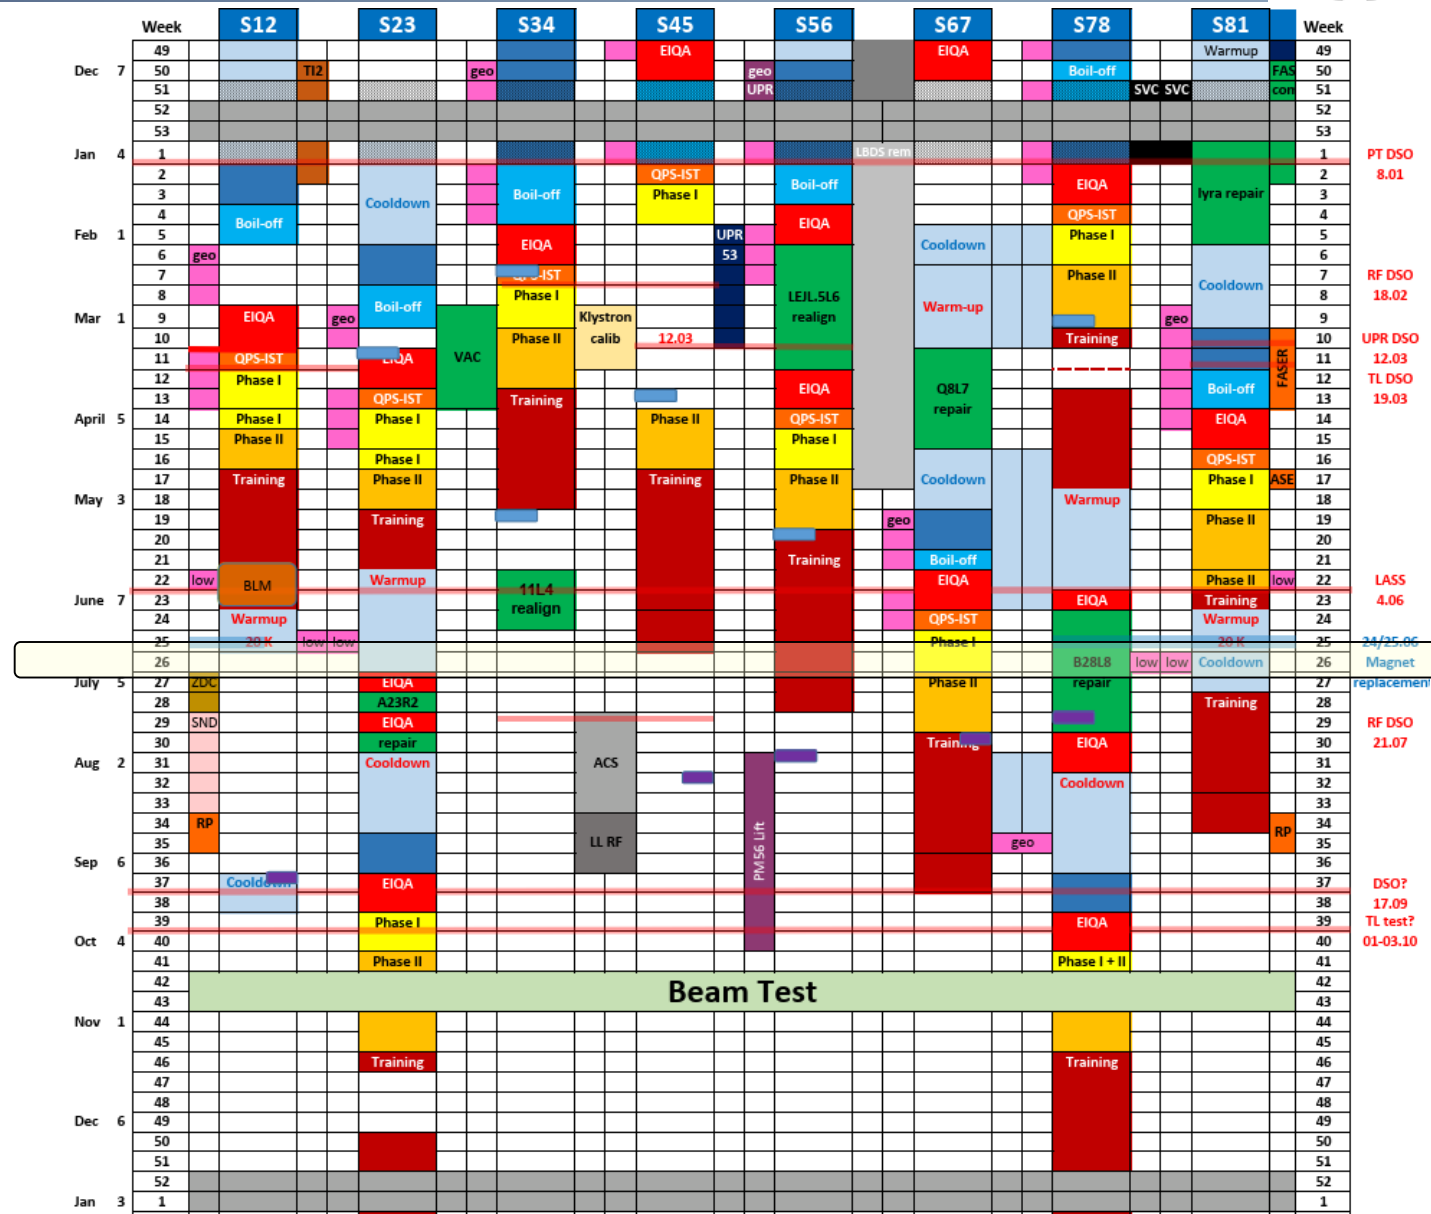 Week S12 S23 S34 S45 S56 S67 S78 S81 Week
49 EIQA EIQA Warmup 49
Dec 7 50 TI2 geo geo Boil-off FAS 50
51 UPR SVC SVC com 51
52 52
53 53
Jan 4 1 LBDS rem 1 PT DSO
2 QPS-IST 2 8.01
3 Cooldown Boil-off Phase I Boil-off EIQA lyra repair 3
4 Boil-off QPS-IST 4
Feb 1 5 EIQA UPR EIQA Cooldown Phase I 5
6 geo 53 6
7 QPS-IST Phase II 7 RF DSO
8 Boil-off Phase I LEJL.5L6 Warm-up Cooldown 8 18.02
Mar 1 9 EIQA geo Klystron realign geo 9
10 Phase II calib 12.03 Training 10 UPR DSO
11 QPS-IST EIQA VAC FASER 11 12.03
12 Phase I EIQA Q8L7 Boil-off 12 TL DSO
13 QPS-IST Training repair 13 19.03
April 5 14 Phase I Phase I Phase II QPS-IST EIQA 14
15 Phase II Phase I 15
16 Phase I QPS-IST 16
17 Training Phase II Training Phase II Cooldown Phase I ASE 17
May 3 18 Warmup 18
19 Training geo Phase II 19
20 20
21 Training Boil-off 21
22 low BLM Warmup 11L4 EIQA Phase II low 22 LASS
June 7 23 realign EIQA Training 23 4.06
24 Warmup QPS-IST Warmup 24
25 20 K low low Phase I 20 K 25 24/25.06
26 B28L8 low low Cooldown 26 Magnet
July 5 27 ZDC EIQA Phase II repair 27 replacement
28 A23R2 Training 28
29 SND EIQA 29 RF DSO
30 repair Training EIQA 30 21.07
Aug 2 31 Cooldown ACS 31
32 Cooldown 32
33 33
34 RP LL RF PM56 Lift RP 34
35 geo 35
Sep 6 36 36
37 Cooldown EIQA 37 DSO?
38 38 17.09
39 Phase I EIQA 39 TL test?
Oct 4 40 40 01-03.10
41 Phase II Phase I + II 41
42 Beam Test 42
43 43
Nov 1 44 44
45 45
46 Training Training 46
47 47
48 48
Dec 6 49 49
50 50
51 51
52 52
Jan 3 1 1